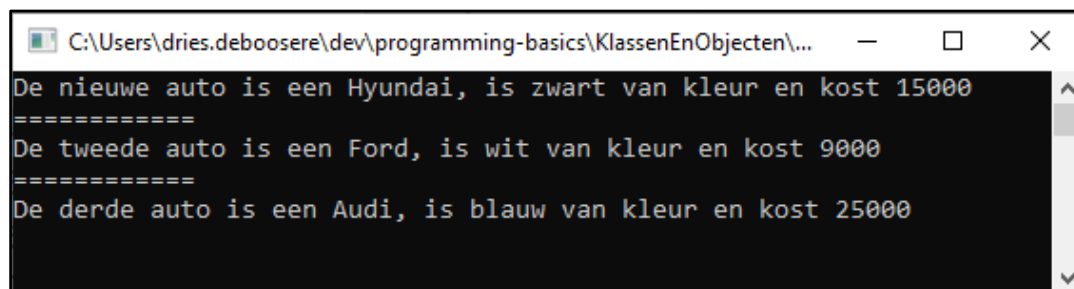 C:\Users\dries.deboosere\dev\programming-basics\KlassenEnObjecten\...
De nieuwe auto is een Hyundai, is zwart van kleur en kost 15000
============
De tweede auto is een Ford, is wit van kleur en kost 9000
============
De derde auto is een Audi, is blauw van kleur en kost 25000